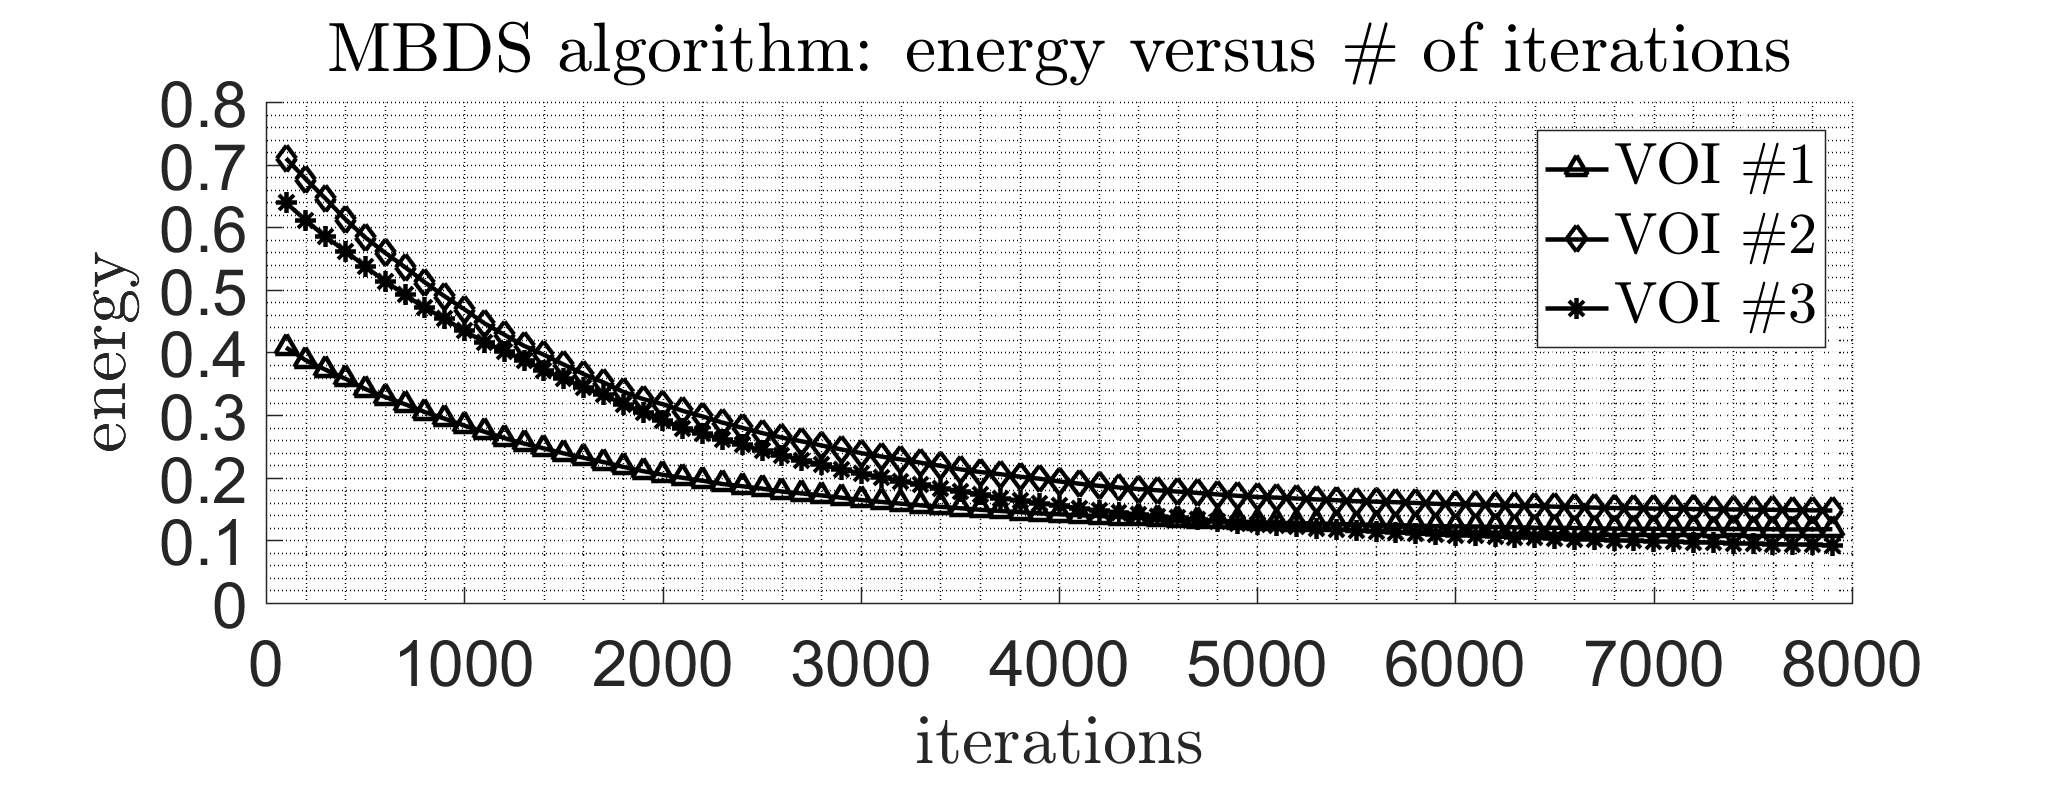 MBDS algorithm: energy versus # of iterations
0.8
0.7
0.6
0.5
0.4
0.3
0.2
0.1
0
energy
VOI #1
VOI #2
VOI #3
0 1000 2000 3000 4000 5000 6000 7000 8000
iterations